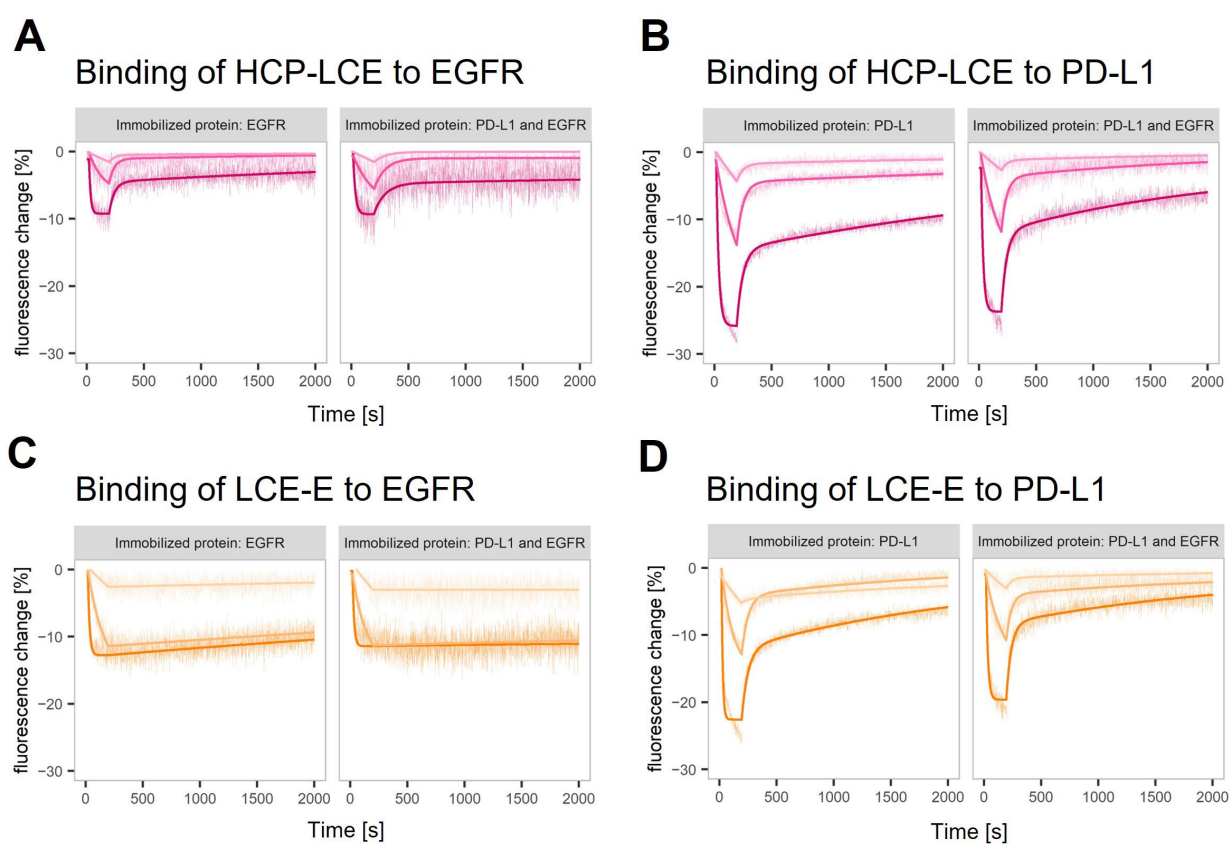 A
Binding of HCP-LCE to EGFR
Immobilized protein: EGFR
Immobilized protein: PD-L1 and EGFR
fluorescence change [%]
0
−10
−20
−30
0 500 1000 1500 2000
0 500 1000 1500 2000
Time [s]
B
Binding of HCP-LCE to PD-L1
Immobilized protein: PD-L1
Immobilized protein: PD-L1 and EGFR
fluorescence change [%]
0
−10
−20
−30
0 500 1000 1500 2000
0 500 1000 1500 2000
Time [s]
C
Binding of LCE-E to EGFR
Immobilized protein: EGFR
Immobilized protein: PD-L1 and EGFR
fluorescence change [%]
0
−10
−20
−30
0 500 1000 1500 2000
0 500 1000 1500 2000
Time [s]
D
Binding of LCE-E to PD-L1
Immobilized protein: PD-L1
Immobilized protein: PD-L1 and EGFR
fluorescence change [%]
0
−10
−20
−30
0 500 1000 1500 2000
0 500 1000 1500 2000
Time [s]